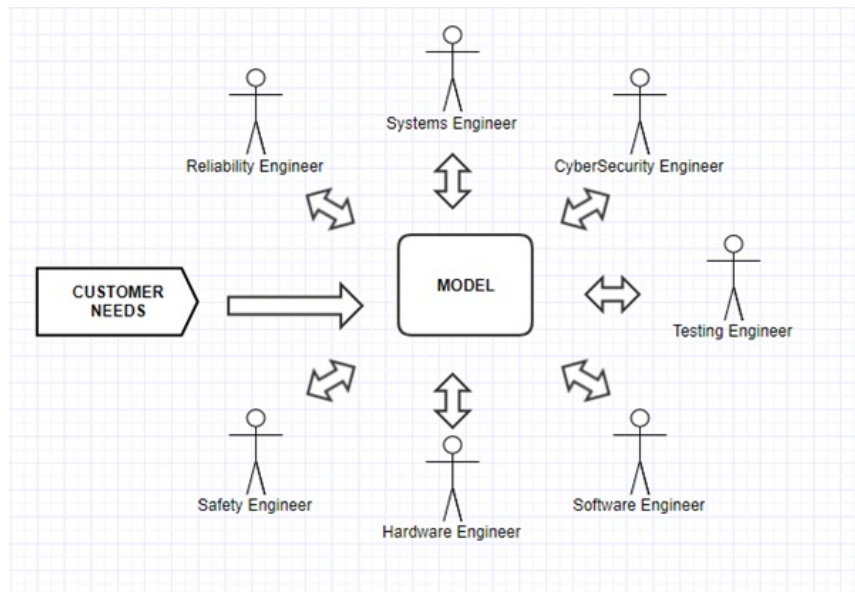 Systems Engineer
Reliability Engineer
CyberSecurity Engineer
CUSTOMER
NEEDS
MODEL
Testing Engineer
Safety Engineer
Hardware Engineer
Software Engineer